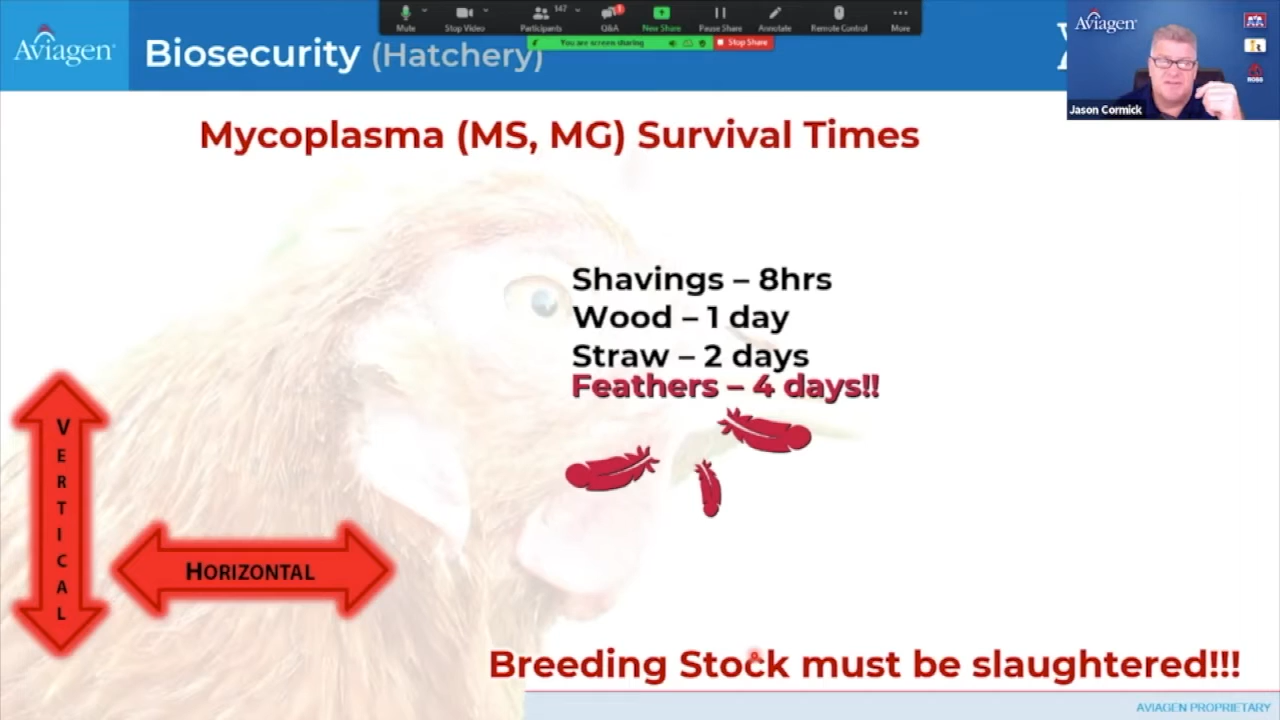 Mute
Stop Video
Participants
147
Q&A
New Share
Pause Share
Annotate
Remote Control
More
You are screen sharing
Stop Share
Aviagen
Biosecurity (Hatchery)
Aviagen
ROSS
Jason Cormick
Mycoplasma (MS, MG) Survival Times
Shavings – 8hrs
Wood – 1 day
Straw – 2 days
Feathers – 4 days!!
VERTICAL
HORIZONTAL
Breeding Stock must be slaughtered!!!
AVIAGEN PROPRIETARY